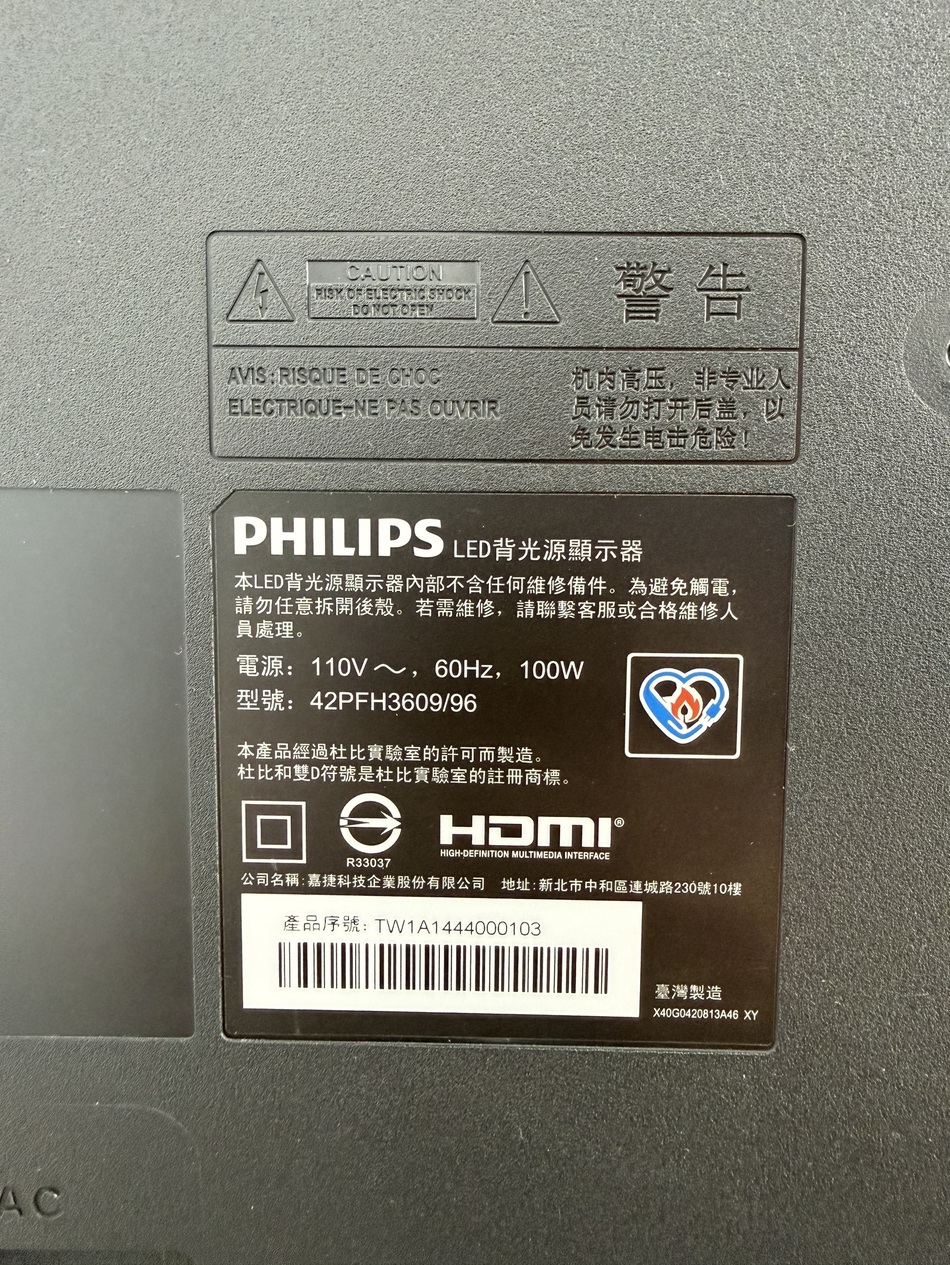 CAUTION
RISK OF ELECTRIC SHOCK
DO NOT OPEN
警告
AVIS:RISQUE DE CHOC
ELECTRIQUE-NE PAS OUVRIR
机内高压，非专业人
员请勿打开后盖，以
免发生电击危险！
PHILIPS LED背光源顯示器
本LED背光源顯示器內部不含任何維修備件。為避免觸電，
請勿任意拆開後殼。若需維修，請聯繫客服或合格維修人
員處理。
電源：110V～，60Hz，100W
型號：42PFH3609/96
本產品經過杜比實驗室的許可而製造。
杜比和雙D符號是杜比實驗室的註冊商標。
R33037
HDMI®
HIGH-DEFINITION MULTIMEDIA INTERFACE
公司名稱:嘉捷科技企業股份有限公司 地址:新北市中和區連城路230號10樓
產品序號: TW1A1444000103
臺灣製造
X40G0420813A46 XY
AC